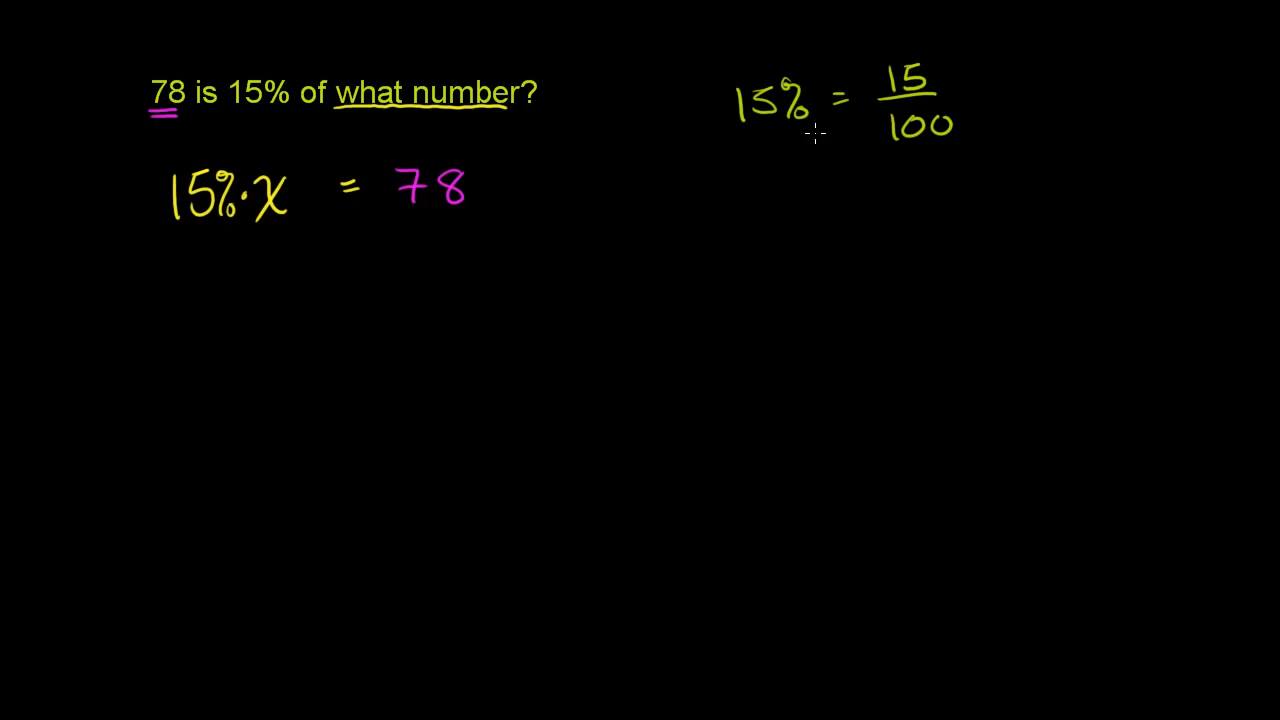 78 is 15% of what number?
15% = 15/100
15%·x = 78